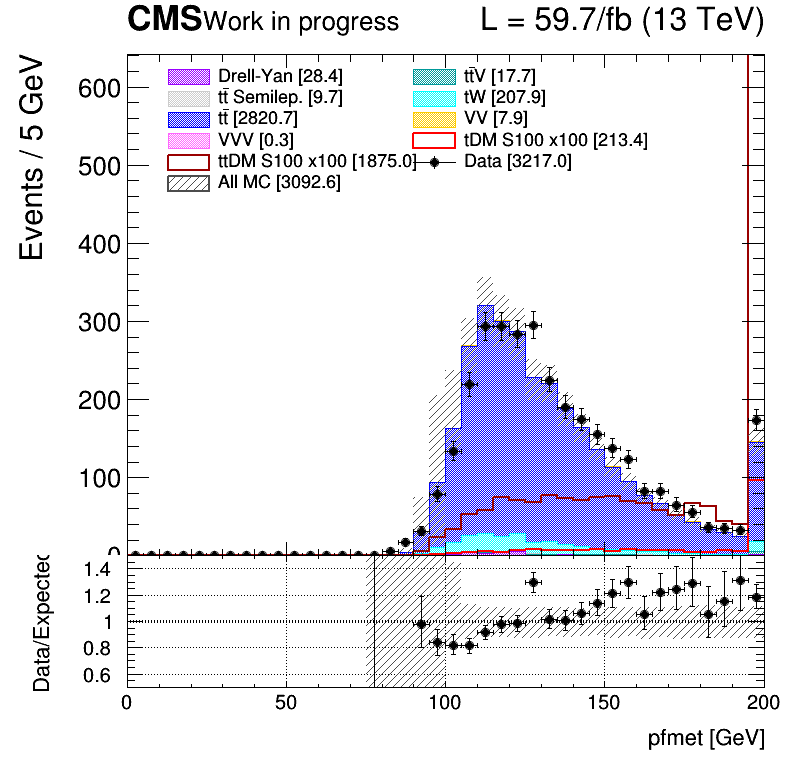 CMS Work in progress L = 59.7/fb (13 TeV)
Events / 5 GeV
600
500
400
300
200
100
0
Drell-Yan [28.4] tt̄V [17.7]
tt̄ Semilep. [9.7] tW [207.9]
tt̄ [2820.7] VV [7.9]
VVV [0.3] tDM S100 x100 [213.4]
ttDM S100 x100 [1875.0] Data [3217.0]
All MC [3092.6]
Data/Expected
1.4
1.2
1
0.8
0.6
0 50 100 150 200
pfmet [GeV]